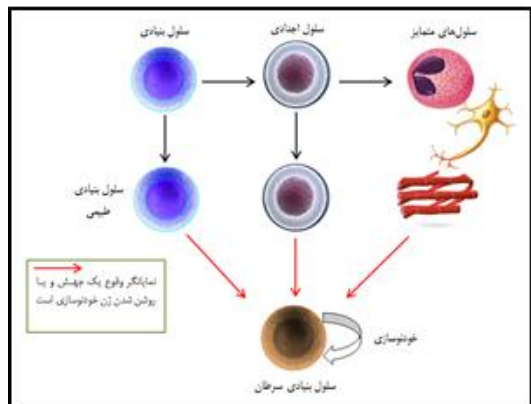 سلول بنیادی
سلول اجدادی
سلول‌های متمایز
سلول بنیادی
طبیعی
نمایانگر وقوع یک جهش و یا
روشن شدن ژن خودنوسازی است
خودنوسازی
سلول بنیادی سرطان